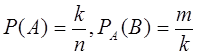 P(A) = k/n, P_A(B) = m/k